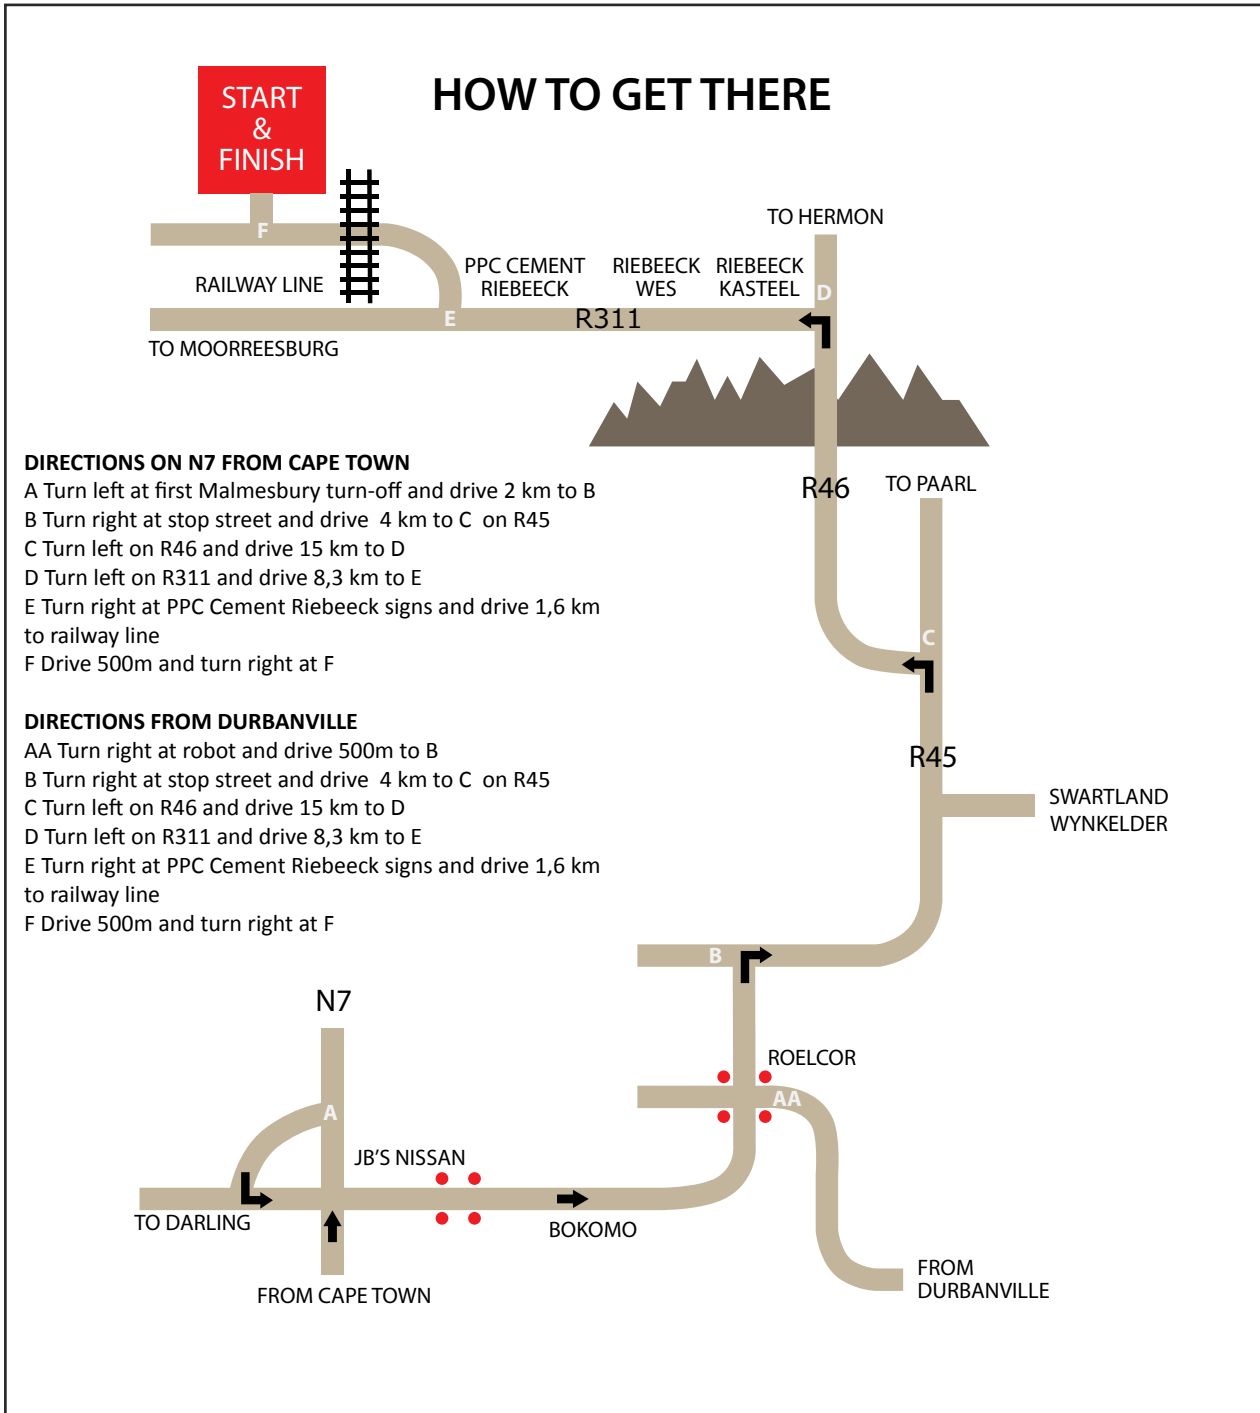 HOW TO GET THERE
START
&
FINISH
F
TO HERMON
RAILWAY LINE
PPC CEMENT
RIEBEECK
RIEBEECK
WES
RIEBEECK
KASTEEL
D
E
R311
TO MOORREESBURG
DIRECTIONS ON N7 FROM CAPE TOWN
A Turn left at first Malmesbury turn-off and drive 2 km to B
B Turn right at stop street and drive  4 km to C  on R45
C Turn left on R46 and drive 15 km to D
D Turn left on R311 and drive 8,3 km to E
E Turn right at PPC Cement Riebeeck signs and drive 1,6 km
to railway line
F Drive 500m and turn right at F
R46
TO PAARL
C
DIRECTIONS FROM DURBANVILLE
AA Turn right at robot and drive 500m to B
B Turn right at stop street and drive  4 km to C  on R45
C Turn left on R46 and drive 15 km to D
D Turn left on R311 and drive 8,3 km to E
E Turn right at PPC Cement Riebeeck signs and drive 1,6 km
to railway line
F Drive 500m and turn right at F
R45
SWARTLAND
WYNKELDER
B
N7
ROELCOR
AA
A
JB'S NISSAN
TO DARLING
BOKOMO
FROM CAPE TOWN
FROM
DURBANVILLE